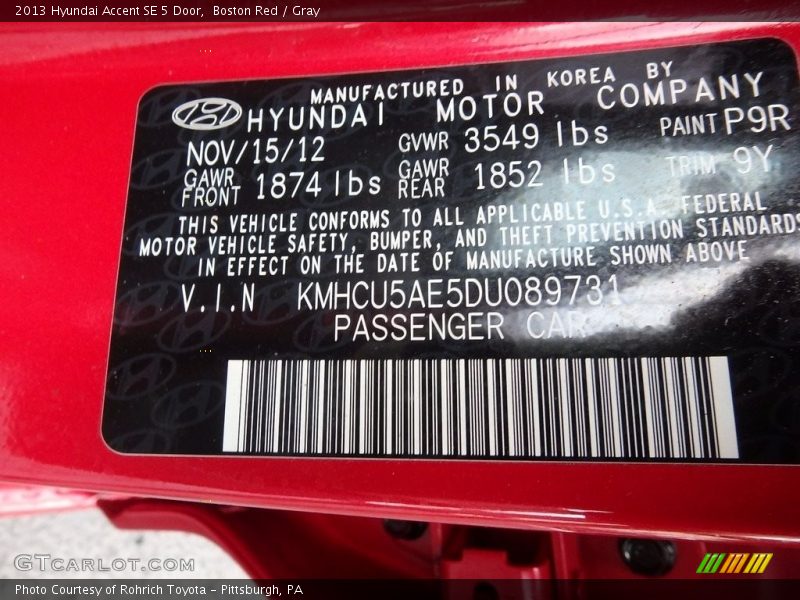 2013 Hyundai Accent SE 5 Door,  Boston Red / Gray
MANUFACTURED IN KOREA BY
HYUNDAI MOTOR COMPANY
NOV/15/12 GVWR 3549 lbs PAINT P9R
GAWR FRONT 1874 lbs GAWR REAR 1852 lbs TRIM 9Y
THIS VEHICLE CONFORMS TO ALL APPLICABLE U.S.A. FEDERAL
MOTOR VEHICLE SAFETY, BUMPER, AND THEFT PREVENTION STANDARDS
IN EFFECT ON THE DATE OF MANUFACTURE SHOWN ABOVE
V.I.N KMHCU5AE5DU089731
PASSENGER CAR
GTCARLOT.COM
Photo Courtesy of Rohrich Toyota - Pittsburgh, PA